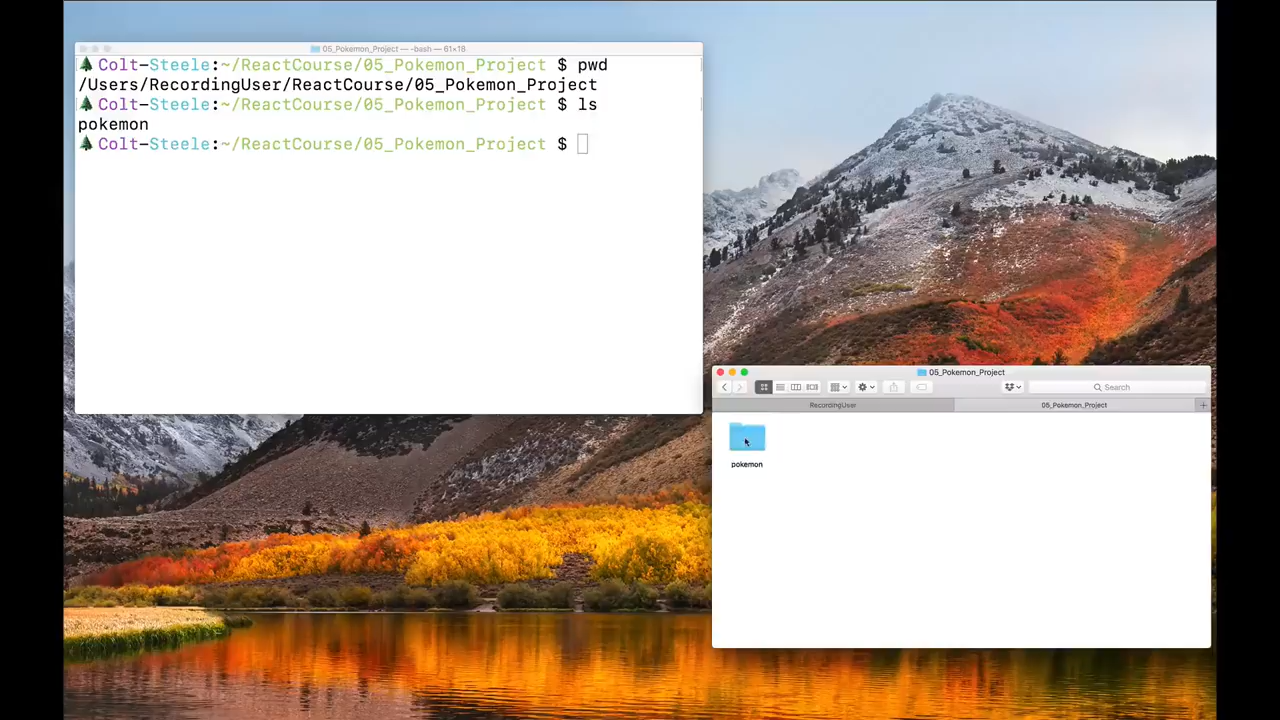 05_Pokemon_Project — -bash — 61×18
Colt-Steele:~/ReactCourse/05_Pokemon_Project $ pwd
/Users/RecordingUser/ReactCourse/05_Pokemon_Project
Colt-Steele:~/ReactCourse/05_Pokemon_Project $ ls
pokemon
Colt-Steele:~/ReactCourse/05_Pokemon_Project $
05_Pokemon_Project
Search
RecordingUser
05_Pokemon_Project
pokemon